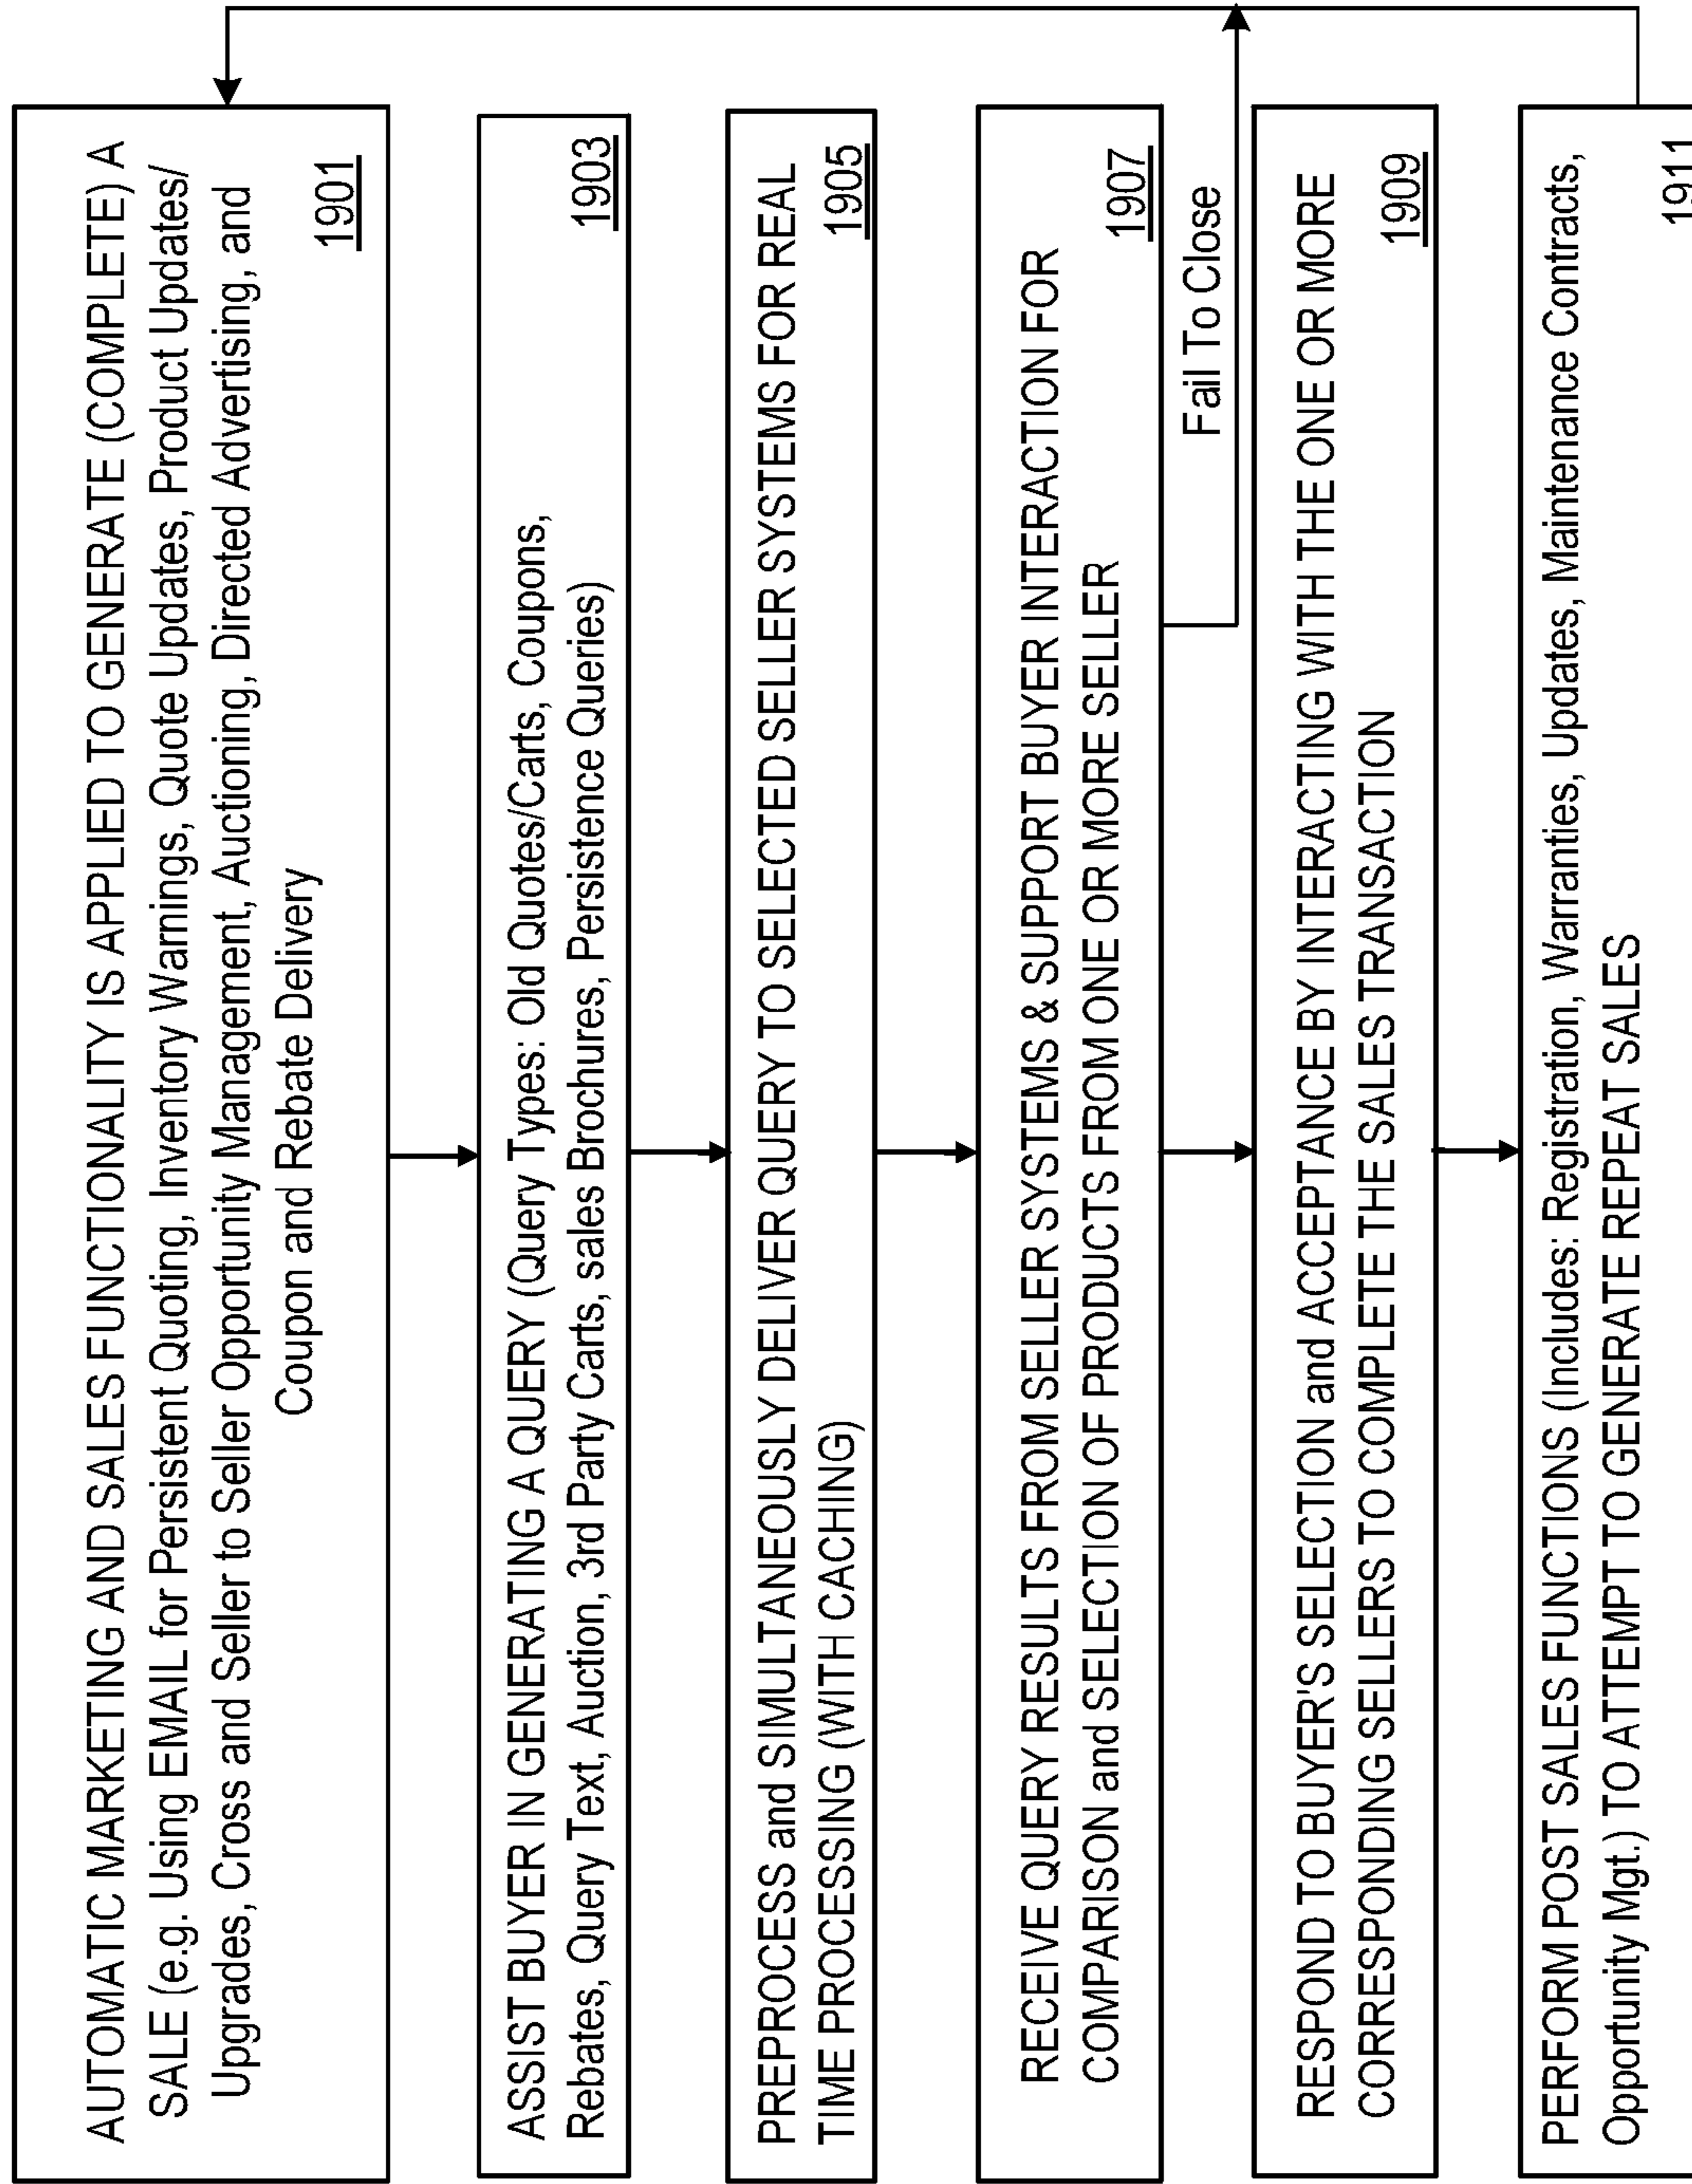 AUTOMATIC MARKETING AND SALES FUNCTIONALITY IS APPLIED TO GENERATE (COMPLETE) A
SALE (e.g. Using EMAIL for Persistent Quoting, Inventory Warnings, Quote Updates, Product Updates/
Upgrades, Cross and Seller to Seller Opportunity Management, Auctioning, Directed Advertising, and
Coupon and Rebate Delivery
1901
ASSIST BUYER IN GENERATING A QUERY (Query Types: Old Quotes/Carts, Coupons,
Rebates, Query Text, Auction, 3rd Party Carts, sales Brochures, Persistence Queries)
1903
PREPROCESS and SIMULTANEOUSLY DELIVER QUERY TO SELECTED SELLER SYSTEMS FOR REAL
TIME PROCESSING (WITH CACHING)
1905
RECEIVE QUERY RESULTS FROM SELLER SYSTEMS & SUPPORT BUYER INTERACTION FOR
COMPARISON and SELECTION OF PRODUCTS FROM ONE OR MORE SELLER
1907
Fail To Close
RESPOND TO BUYER'S SELECTION and ACCEPTANCE BY INTERACTING WITH THE ONE OR MORE
CORRESPONDING SELLERS TO COMPLETE THE SALES TRANSACTION
1909
PERFORM POST SALES FUNCTIONS (Includes: Registration, Warranties, Updates, Maintenance Contracts,
Opportunity Mgt.) TO ATTEMPT TO GENERATE REPEAT SALES
1911